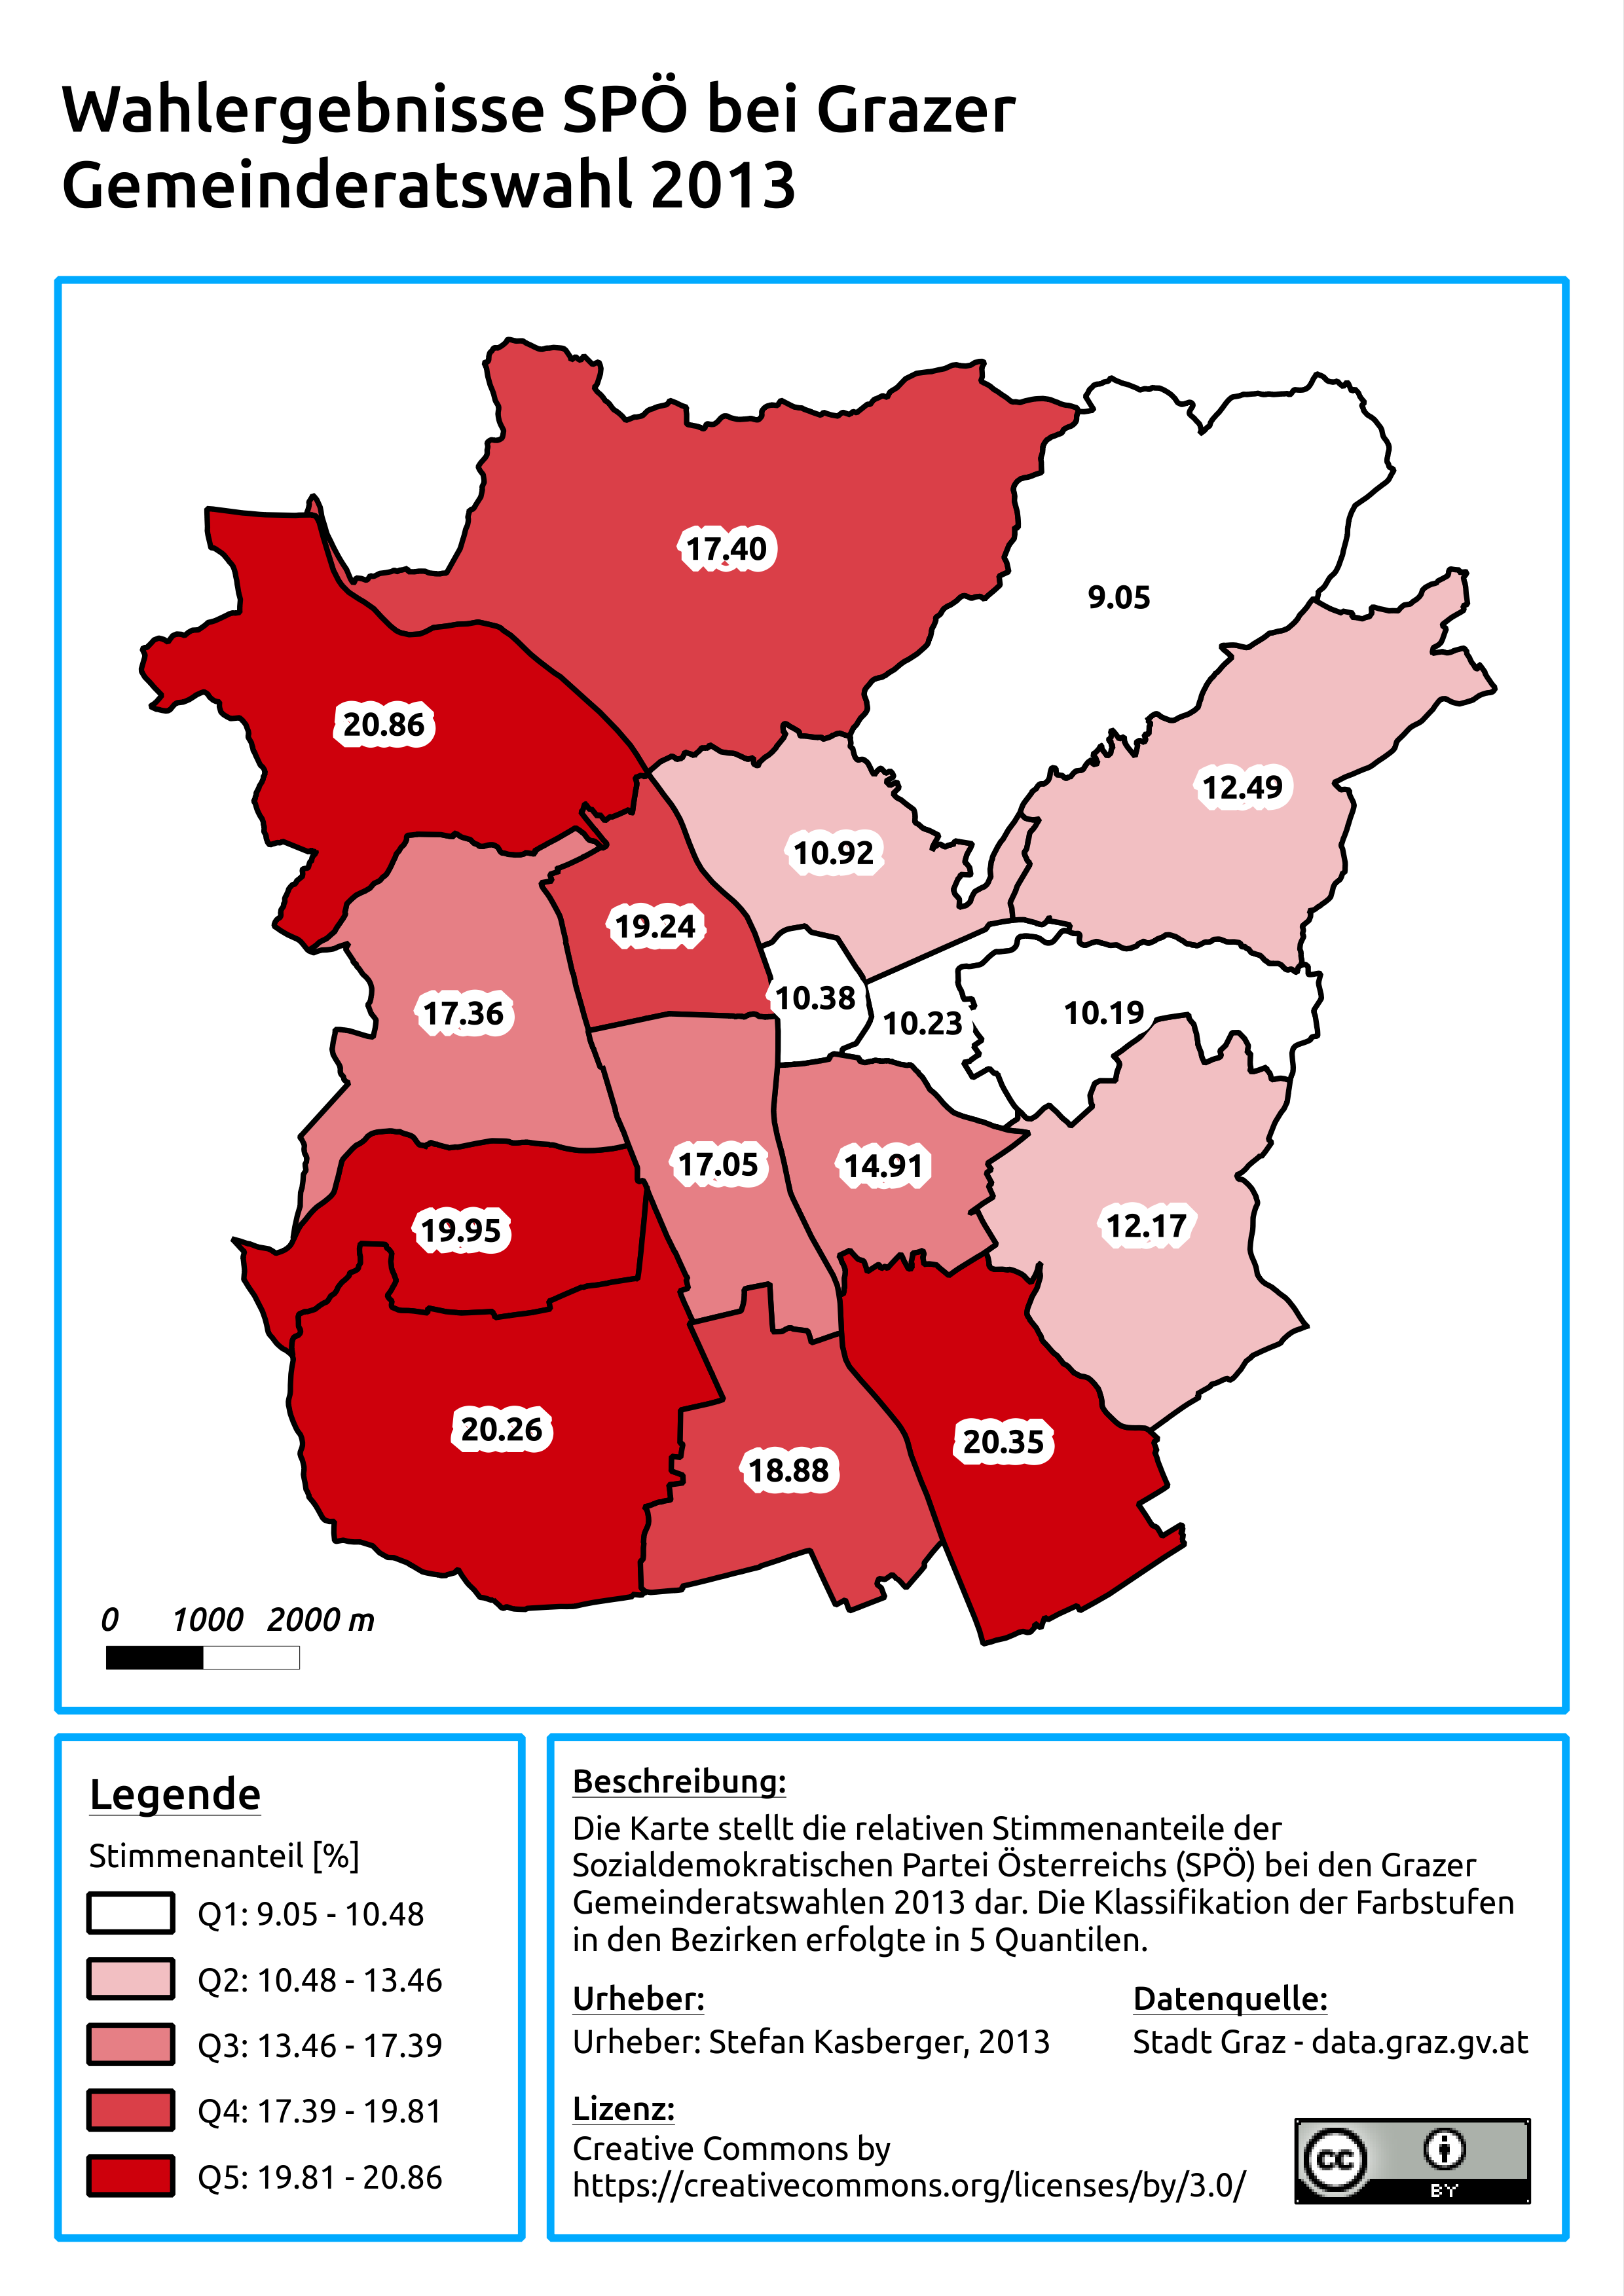 Wahlergebnisse SPÖ bei Grazer
Gemeinderatswahl 2013
17.40
9.05
20.86
12.49
10.92
19.24
10.38
17.36
10.23
10.19
17.05
14.91
19.95
12.17
20.26
20.35
18.88
0 1000 2000 m
Legende
Stimmenanteil [%]
Q1: 9.05 - 10.48
Q2: 10.48 - 13.46
Q3: 13.46 - 17.39
Q4: 17.39 - 19.81
Q5: 19.81 - 20.86
Beschreibung:
Die Karte stellt die relativen Stimmenanteile der
Sozialdemokratischen Partei Österreichs (SPÖ) bei den Grazer
Gemeinderatswahlen 2013 dar. Die Klassifikation der Farbstufen
in den Bezirken erfolgte in 5 Quantilen.
Urheber:
Urheber: Stefan Kasberger, 2013
Datenquelle:
Stadt Graz - data.graz.gv.at
Lizenz:
Creative Commons by
https://creativecommons.org/licenses/by/3.0/
cc
BY